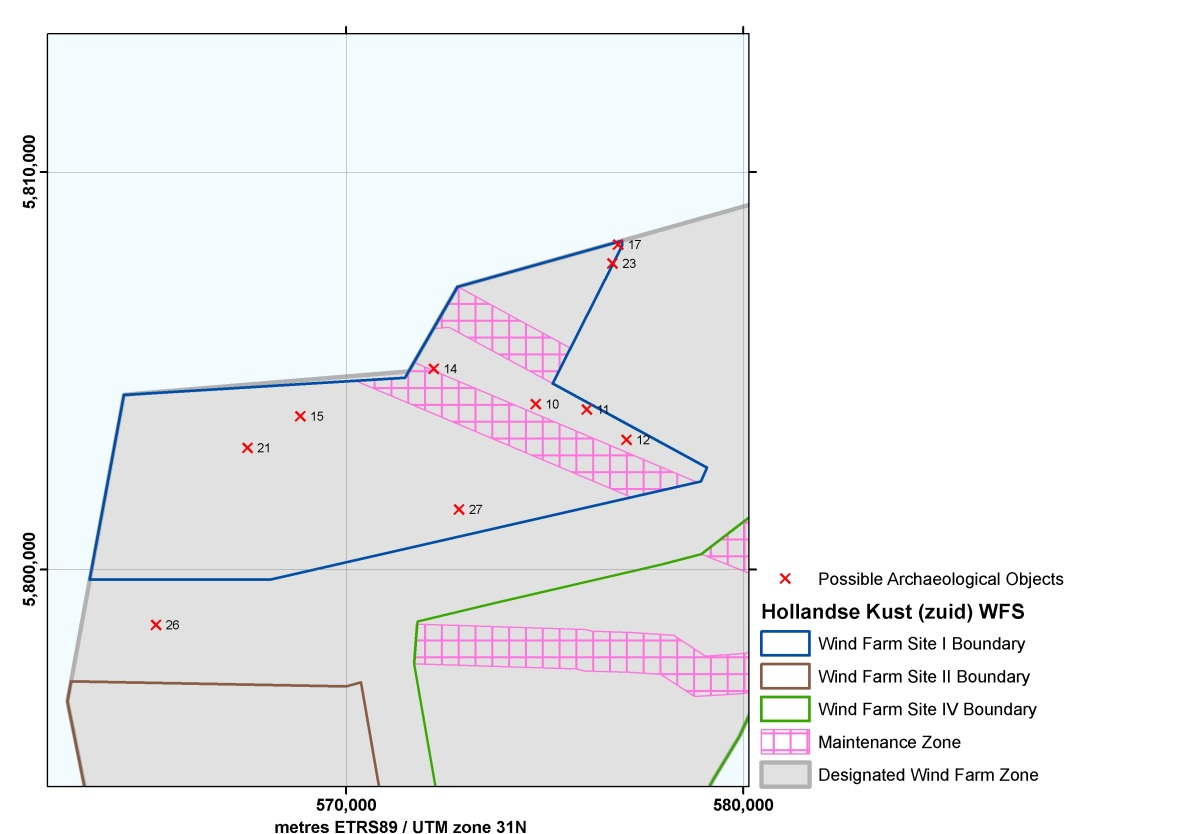 5,810,000
17
23
14
10
11
15
12
21
27
5,800,000
26
570,000
580,000
metres ETRS89 / UTM zone 31N
Possible Archaeological Objects
Hollandse Kust (zuid) WFS
Wind Farm Site I Boundary
Wind Farm Site II Boundary
Wind Farm Site IV Boundary
Maintenance Zone
Designated Wind Farm Zone